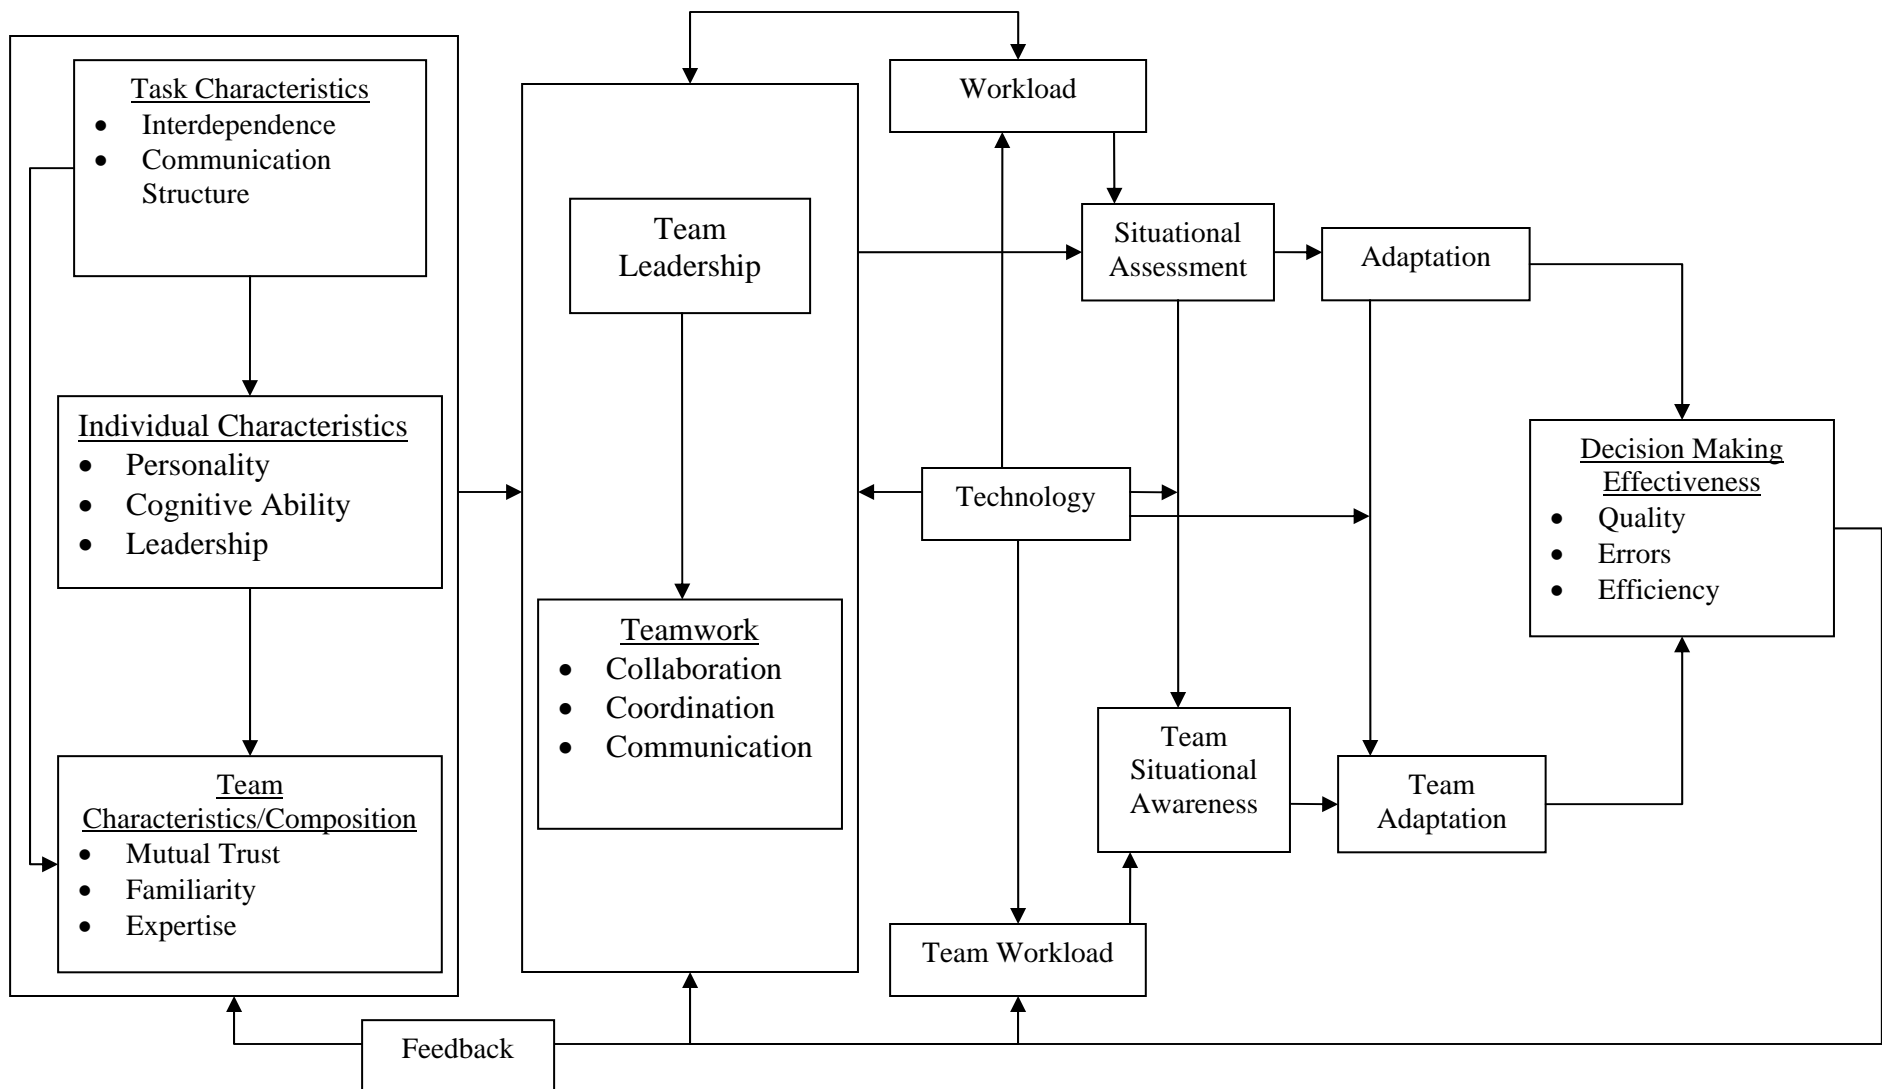 Task Characteristics
• Interdependence
• Communication
Structure
Individual Characteristics
• Personality
• Cognitive Ability
• Leadership
Team
Characteristics/Composition
• Mutual Trust
• Familiarity
• Expertise
Team
Leadership
Teamwork
• Collaboration
• Coordination
• Communication
Workload
Situational
Assessment
Adaptation
Technology
Decision Making
Effectiveness
• Quality
• Errors
• Efficiency
Team
Situational
Awareness
Team
Adaptation
Team Workload
Feedback